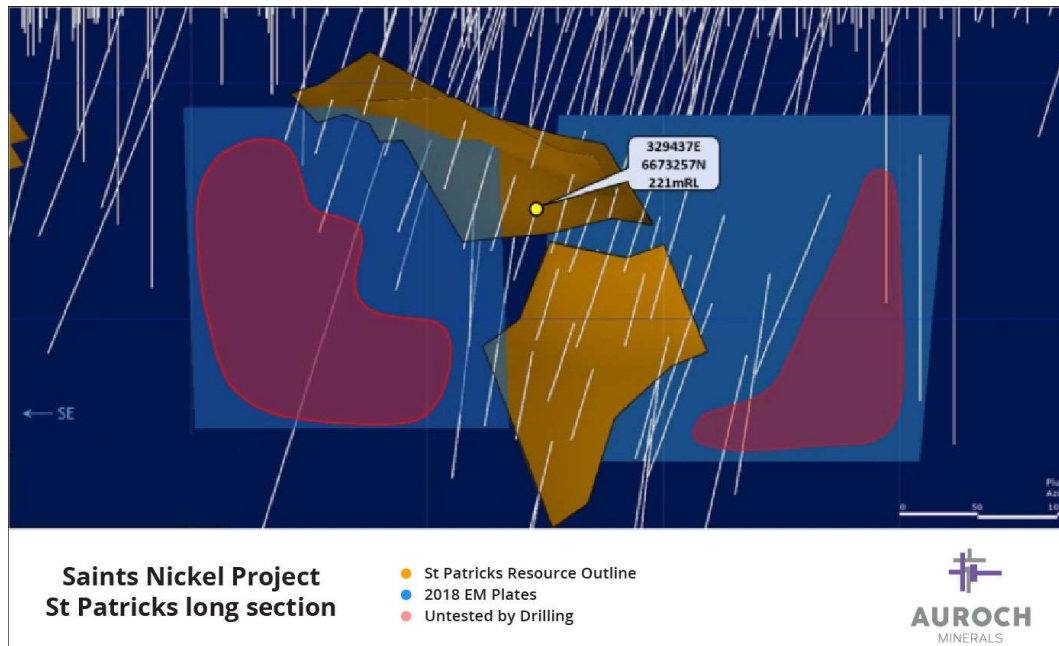 329437E
6673257N
221mRL
← SE
0 50
Saints Nickel Project
St Patricks long section
St Patricks Resource Outline
2018 EM Plates
Untested by Drilling
AUROCH
MINERALS